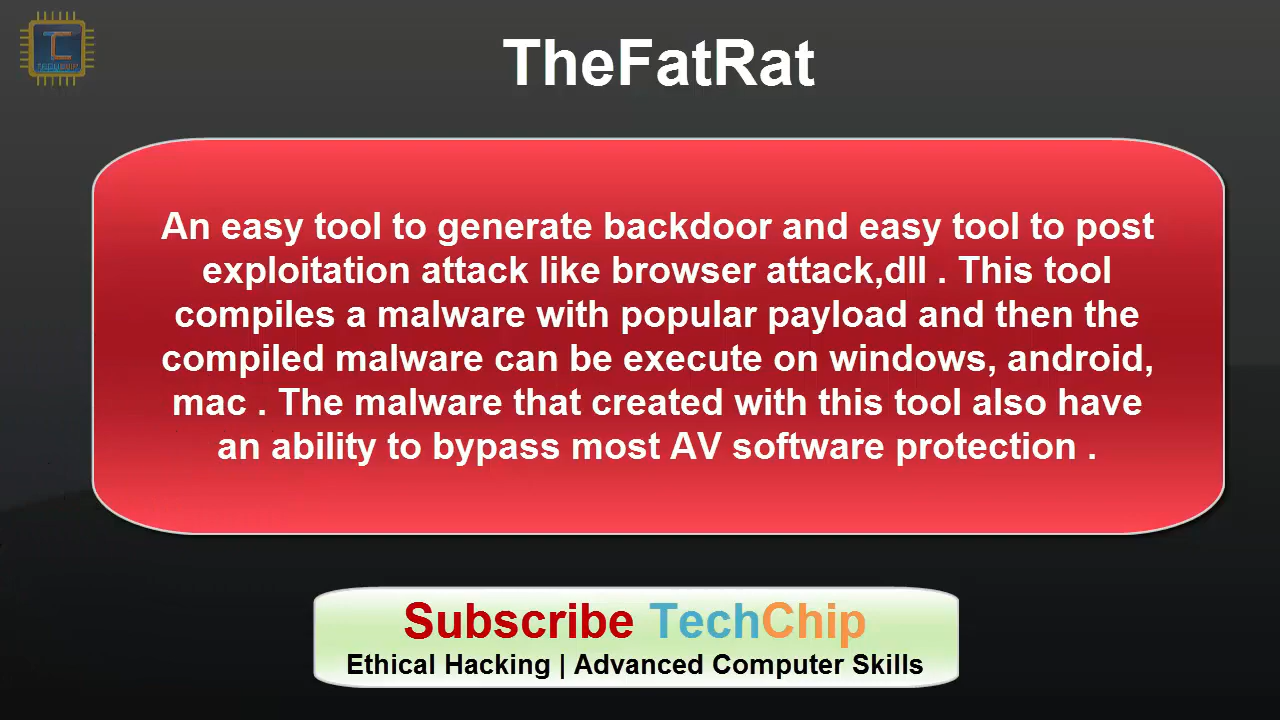 TheFatRat
An easy tool to generate backdoor and easy tool to post
exploitation attack like browser attack,dll . This tool
compiles a malware with popular payload and then the
compiled malware can be execute on windows, android,
mac . The malware that created with this tool also have
an ability to bypass most AV software protection .
Subscribe TechChip
Ethical Hacking | Advanced Computer Skills